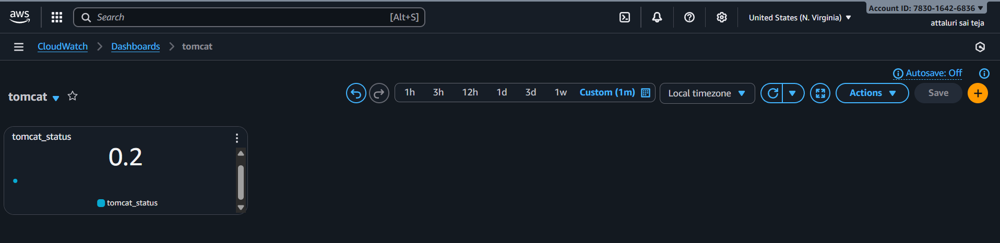 aws
Search [Alt+S]
United States (N. Virginia)
Account ID: 7830-1642-6836
attaluri sai teja
CloudWatch Dashboards tomcat
Autosave: Off
tomcat
1h 3h 12h 1d 3d 1w Custom (1m)
Local timezone
Actions
Save
tomcat_status
0.2
tomcat_status